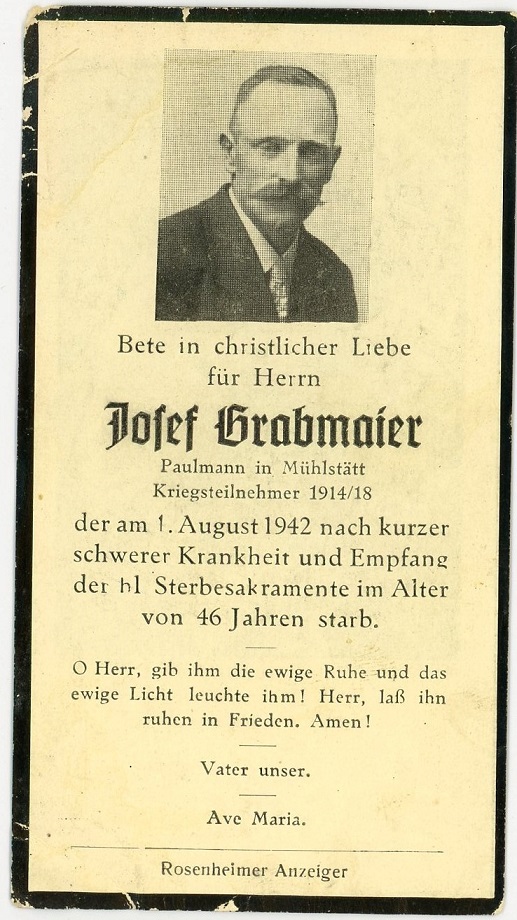 Bete in christlicher Liebe
für Herrn
Josef Grabmaier
Paulmann in Mühlstätt
Kriegsteilnehmer 1914/18
der am 1. August 1942 nach kurzer
schwerer Krankheit und Empfang
der hl Sterbesakramente im Alter
von 46 Jahren starb.
O Herr, gib ihm die ewige Ruhe und das
ewige Licht leuchte ihm! Herr, laß ihn
ruhen in Frieden. Amen!
Vater unser.
Ave Maria.
Rosenheimer Anzeiger